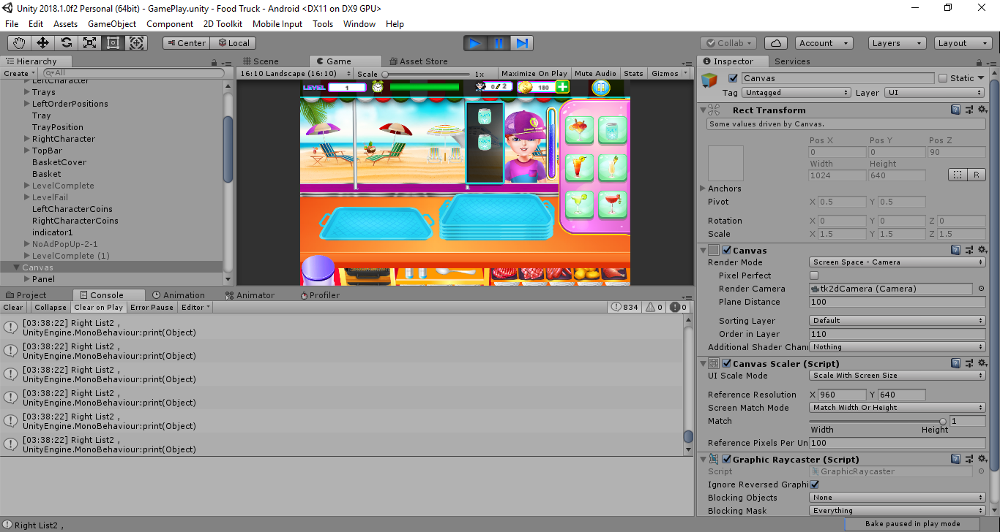 Unity 2018.1.0f2 Personal (64bit) - GamePlay.unity - Food Truck - Android <DX11 on DX9 GPU>
File Edit Assets GameObject Component 2D Toolkit Mobile Input Tools Window Help
Center Local Collab Account Layers Layout
Hierarchy
Create All
LeftCharacter
Trays
LeftOrderPositions
Tray
TrayPosition
RightCharacter
TopBar
BasketCover
Basket
LevelComplete
LevelFail
LeftCharacterCoins
RightCharacterCoins
indicator1
NoAdPopUp-2-1
LevelComplete (1)
Canvas
Panel
Scene Game Asset Store
16:10 Landscape (16:10) Scale 1x Maximize On Play Mute Audio Stats Gizmos
LEVEL 1 0/2 180
Project Console Animation Animator Profiler
Clear Collapse Clear on Play Error Pause Editor 834 0 0
[03:38:22] Right List2 ,
UnityEngine.MonoBehaviour:print(Object)
[03:38:22] Right List2 ,
UnityEngine.MonoBehaviour:print(Object)
[03:38:22] Right List2 ,
UnityEngine.MonoBehaviour:print(Object)
[03:38:22] Right List2 ,
UnityEngine.MonoBehaviour:print(Object)
[03:38:22] Right List2 ,
UnityEngine.MonoBehaviour:print(Object)
[03:38:22] Right List2 ,
UnityEngine.MonoBehaviour:print(Object)
Right List2 ,
Inspector Services
Canvas Static
Tag Untagged Layer UI
Rect Transform
Some values driven by Canvas.
Pos X Pos Y Pos Z
0 0 90
Width Height
1024 640 R
Anchors
Pivot X 0.5 Y 0.5
Rotation X 0 Y 0 Z 0
Scale X 1.5 Y 1.5 Z 1.5
Canvas
Render Mode Screen Space - Camera
Pixel Perfect
Render Camera tk2dCamera (Camera)
Plane Distance 100
Sorting Layer Default
Order in Layer 110
Additional Shader Chann Nothing
Canvas Scaler (Script)
UI Scale Mode Scale With Screen Size
Reference Resolution X 960 Y 640
Screen Match Mode Match Width Or Height
Match 1
Width Height
Reference Pixels Per Un 100
Graphic Raycaster (Script)
Script GraphicRaycaster
Ignore Reversed Graphi
Blocking Objects None
Blocking Mask Everything
Bake paused in play mode